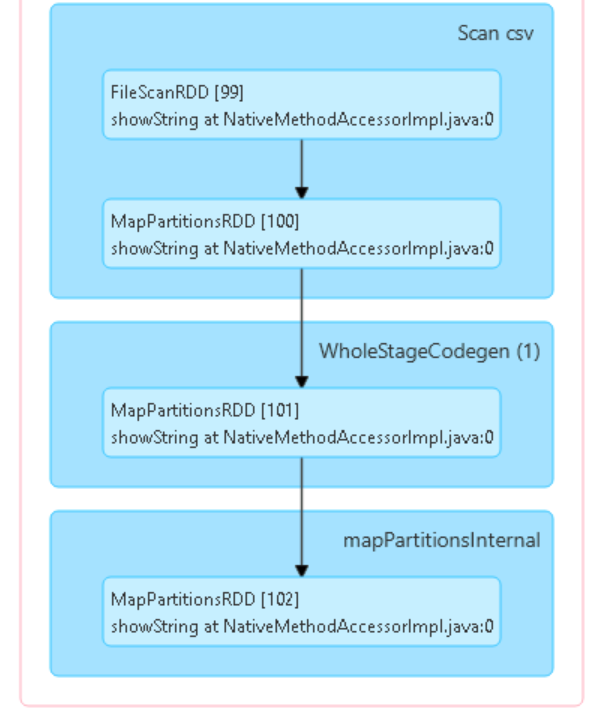 Scan csv
FileScanRDD [99]
showString at NativeMethodAccessorImpl.java:0
MapPartitionsRDD [100]
showString at NativeMethodAccessorImpl.java:0
WholeStageCodegen (1)
MapPartitionsRDD [101]
showString at NativeMethodAccessorImpl.java:0
mapPartitionsInternal
MapPartitionsRDD [102]
showString at NativeMethodAccessorImpl.java:0